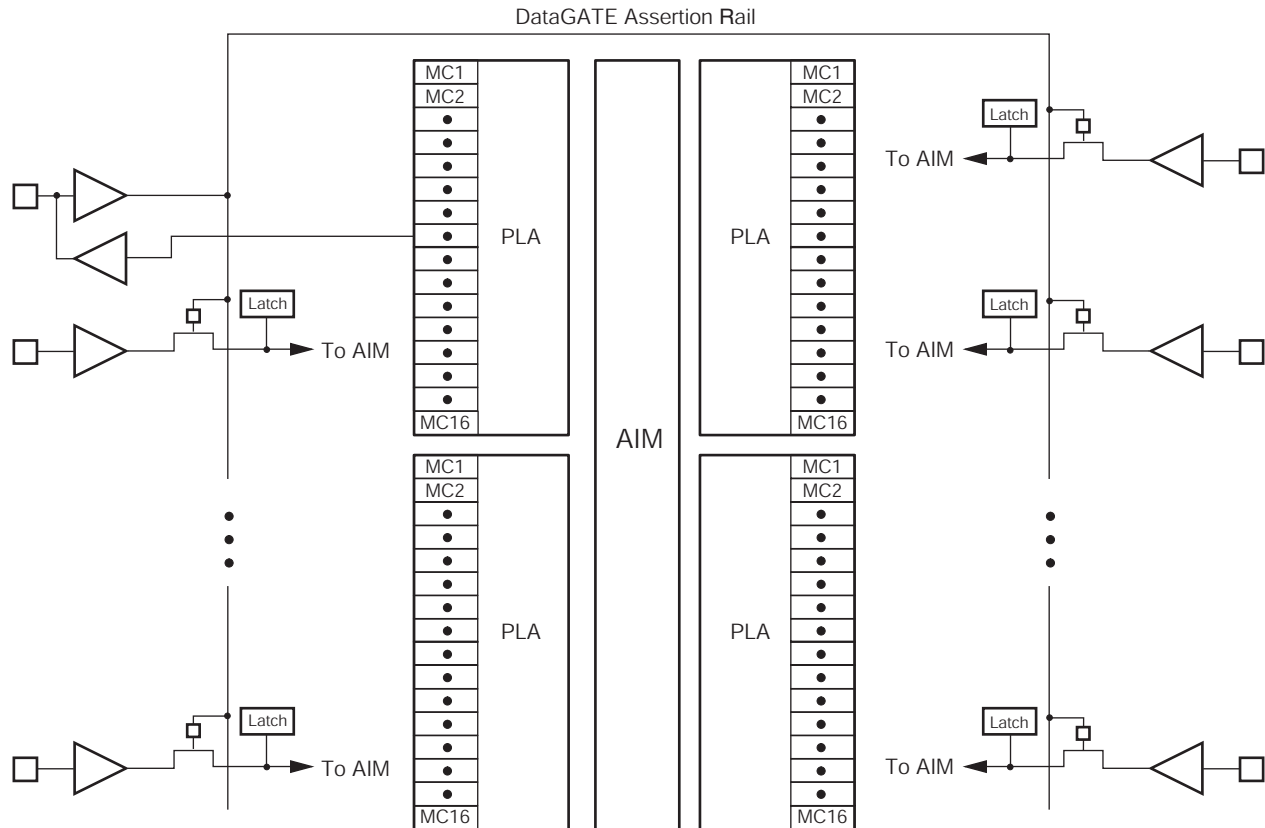 DataGATE Assertion Rail
MC1
MC2
PLA
MC16
MC1
MC2
PLA
MC16
AIM
MC1
MC2
PLA
MC16
MC1
MC2
PLA
MC16
Latch
To AIM
Latch
To AIM
Latch
To AIM
Latch
To AIM
Latch
To AIM